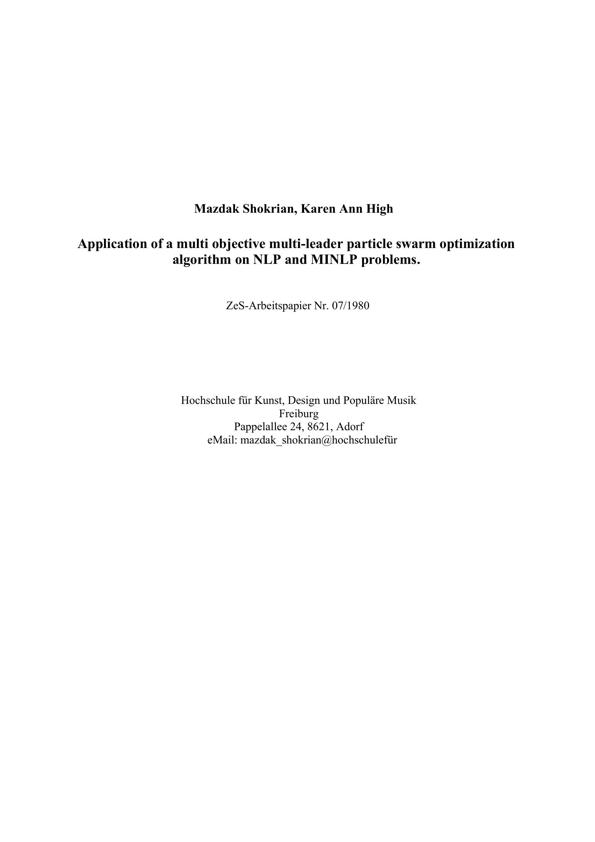 Mazdak Shokrian, Karen Ann High
Application of a multi objective multi-leader particle swarm optimization
algorithm on NLP and MINLP problems.
ZeS-Arbeitspapier Nr. 07/1980
Hochschule für Kunst, Design und Populäre Musik
Freiburg
Pappelallee 24, 8621, Adorf
eMail: mazdak_shokrian@hochschulefür